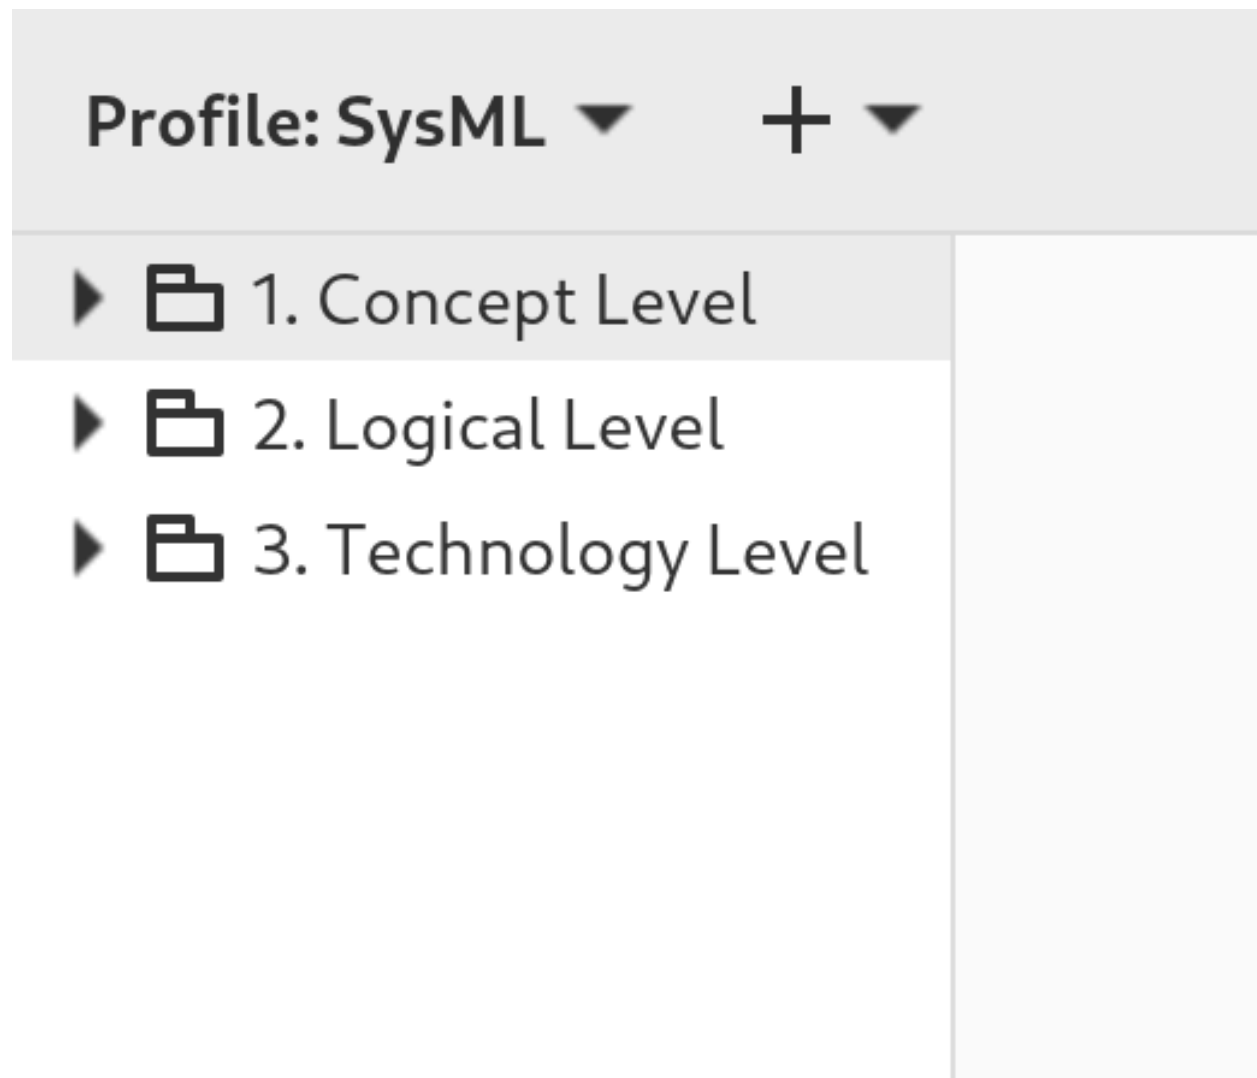 Profile: SysML
1. Concept Level
2. Logical Level
3. Technology Level